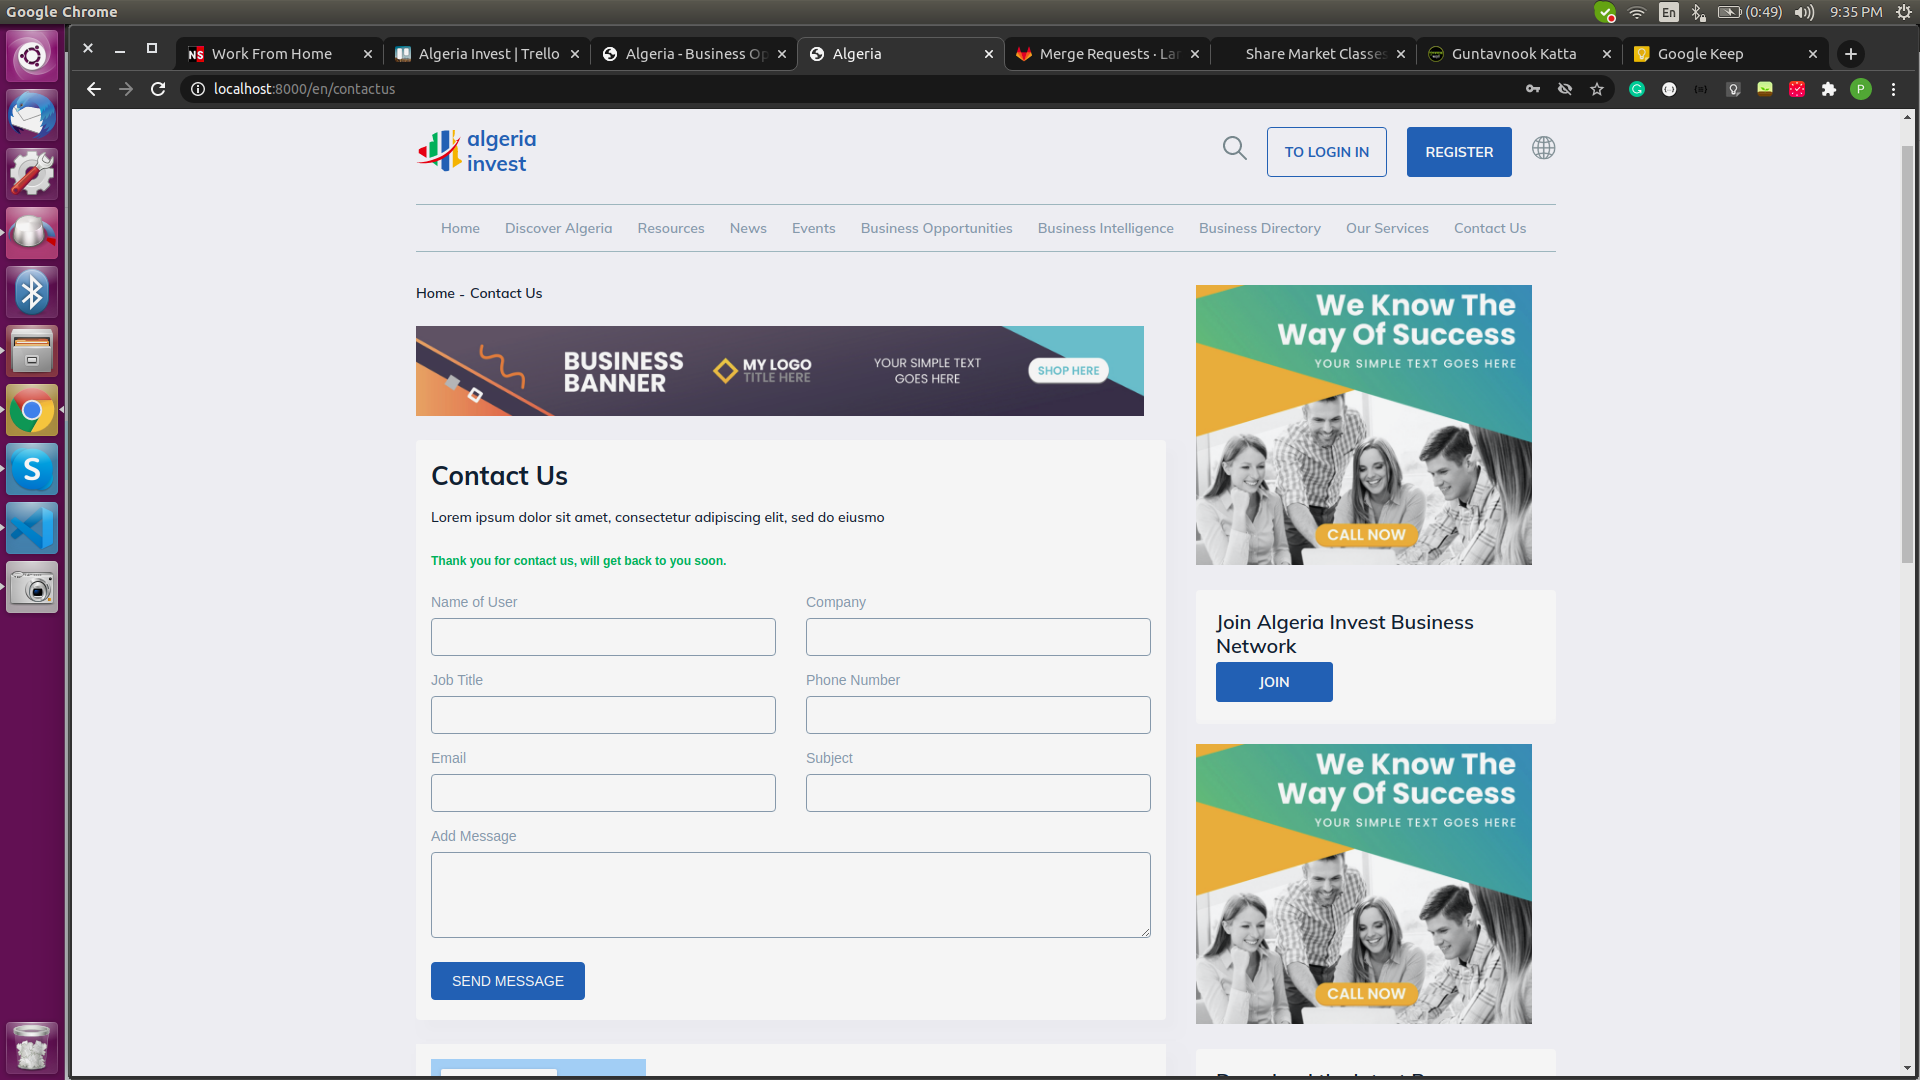 Google Chrome
En
(0:49)
9:35 PM
NS Work From Home
Algeria Invest | Trello
Algeria - Business Op
Algeria
Merge Requests · Lar
Share Market Classes
Guntavnook Katta
Google Keep
localhost:8000/en/contactus
P
algeria
invest
TO LOGIN IN
REGISTER
Home
Discover Algeria
Resources
News
Events
Business Opportunities
Business Intelligence
Business Directory
Our Services
Contact Us
Home - Contact Us
BUSINESS
BANNER
MY LOGO
TITLE HERE
YOUR SIMPLE TEXT
GOES HERE
SHOP HERE
Contact Us
Lorem ipsum dolor sit amet, consectetur adipiscing elit, sed do eiusmo
Thank you for contact us, will get back to you soon.
Name of User
Company
Job Title
Phone Number
Email
Subject
Add Message
SEND MESSAGE
We Know The
Way Of Success
YOUR SIMPLE TEXT GOES HERE
CALL NOW
Join Algeria Invest Business
Network
JOIN
We Know The
Way Of Success
YOUR SIMPLE TEXT GOES HERE
CALL NOW